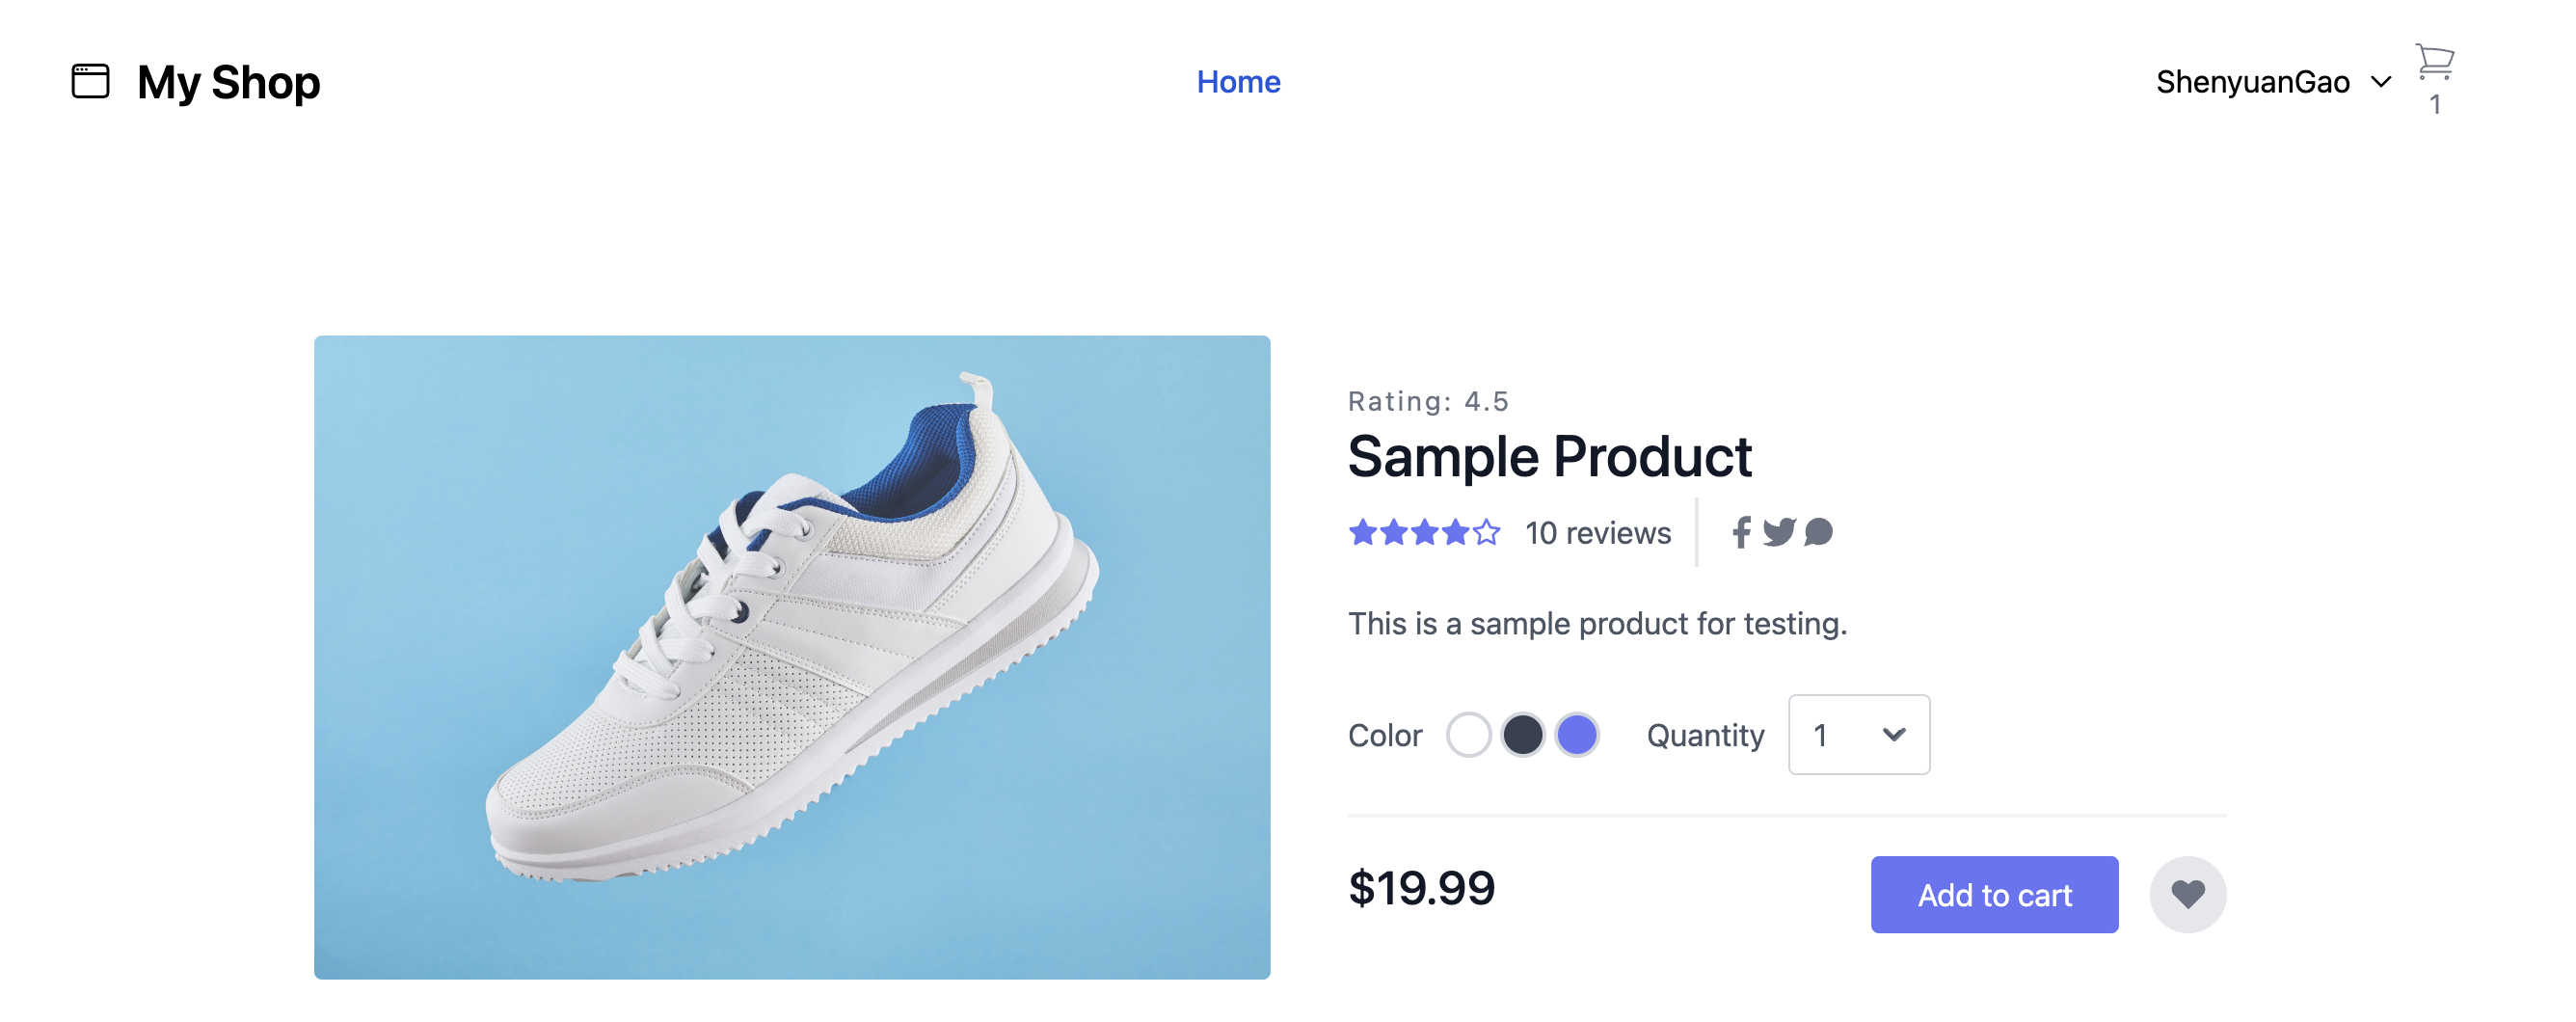 My Shop
Home
ShenyuanGao
1
Rating: 4.5
Sample Product
10 reviews
This is a sample product for testing.
Color
Quantity
1
$19.99
Add to cart